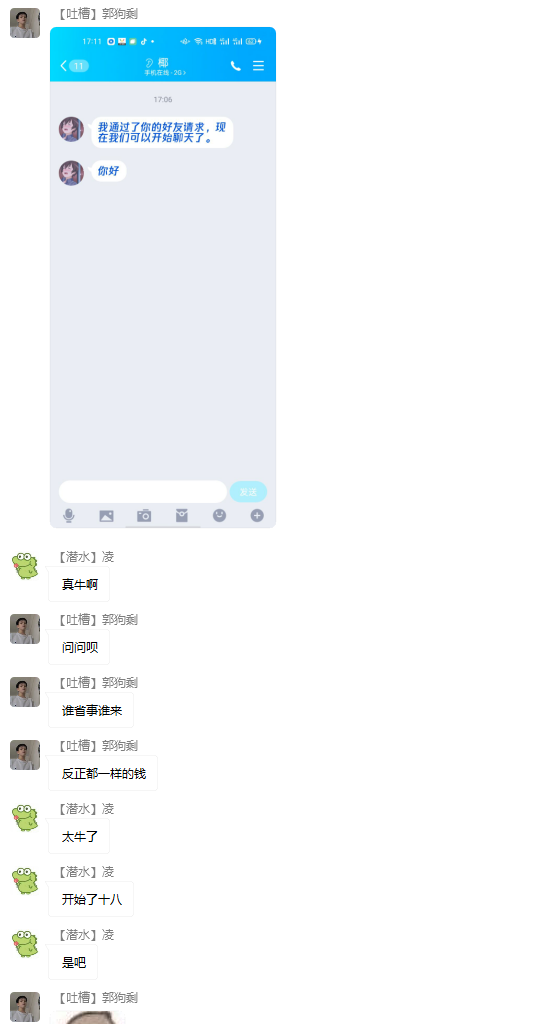 【吐槽】郭狗剩
17:11
11
椰
手机在线 · 2G >
17:06
我通过了你的好友请求，现
在我们可以开始聊天了。
你好
发送
【潜水】凌
真牛啊
【吐槽】郭狗剩
问问呗
【吐槽】郭狗剩
谁省事谁来
【吐槽】郭狗剩
反正都一样的钱
【潜水】凌
太牛了
【潜水】凌
开始了十八
【潜水】凌
是吧
【吐槽】郭狗剩